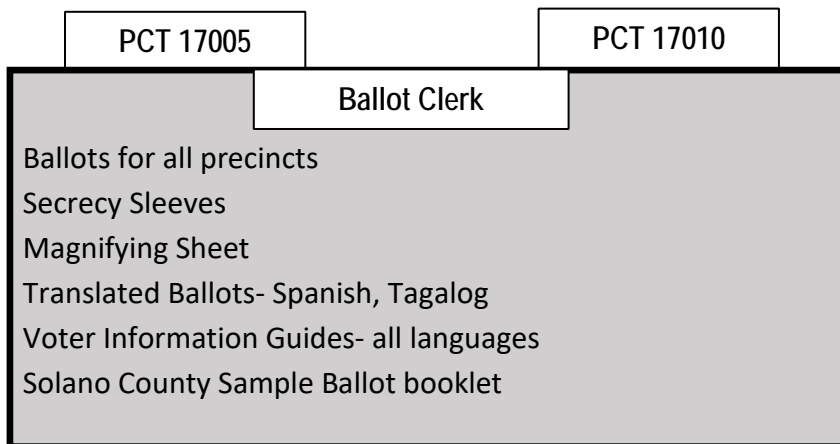 PCT 17005
PCT 17010
Ballot Clerk
Ballots for all precincts
Secrecy Sleeves
Magnifying Sheet
Translated Ballots- Spanish, Tagalog
Voter Information Guides- all languages
Solano County Sample Ballot booklet